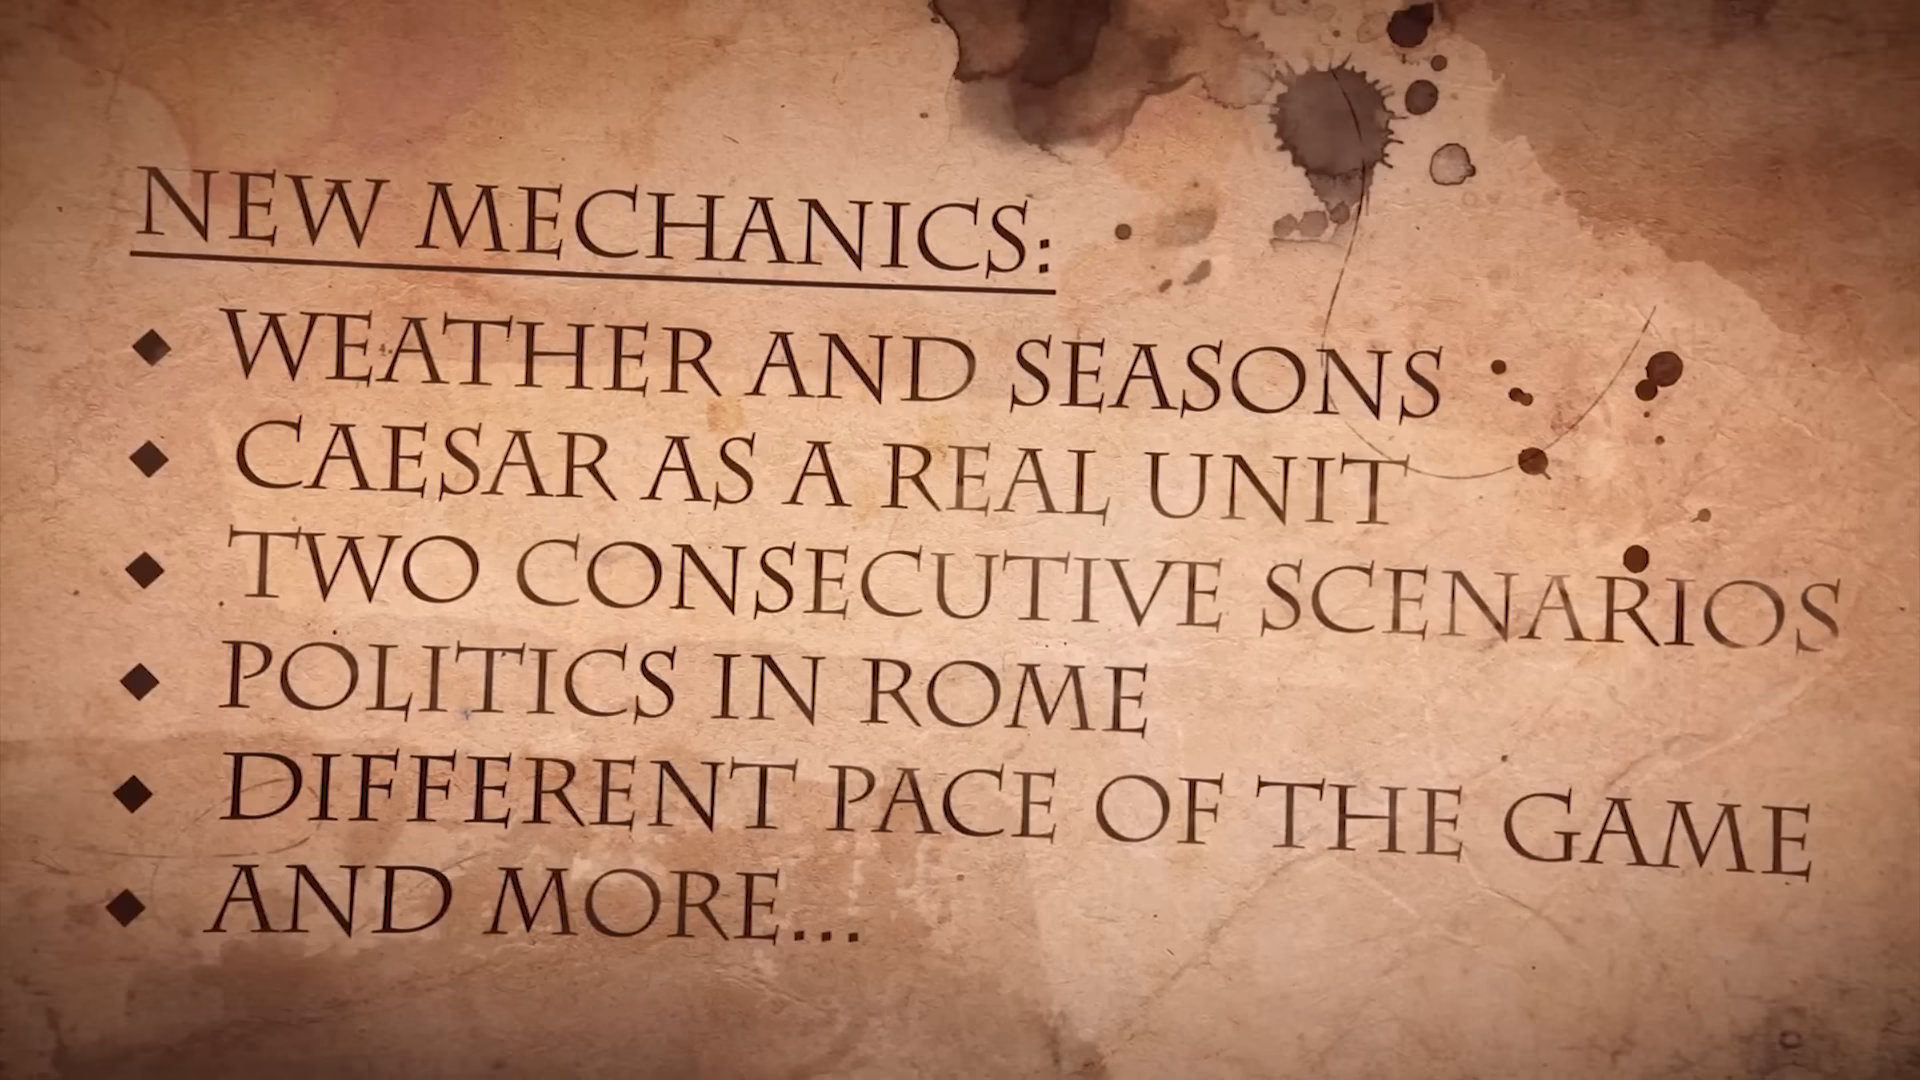 NEW MECHANICS:
◆ WEATHER AND SEASONS
◆ CAESAR AS A REAL UNIT
◆ TWO CONSECUTIVE SCENARIOS
◆ POLITICS IN ROME
◆ DIFFERENT PACE OF THE GAME
◆ AND MORE...